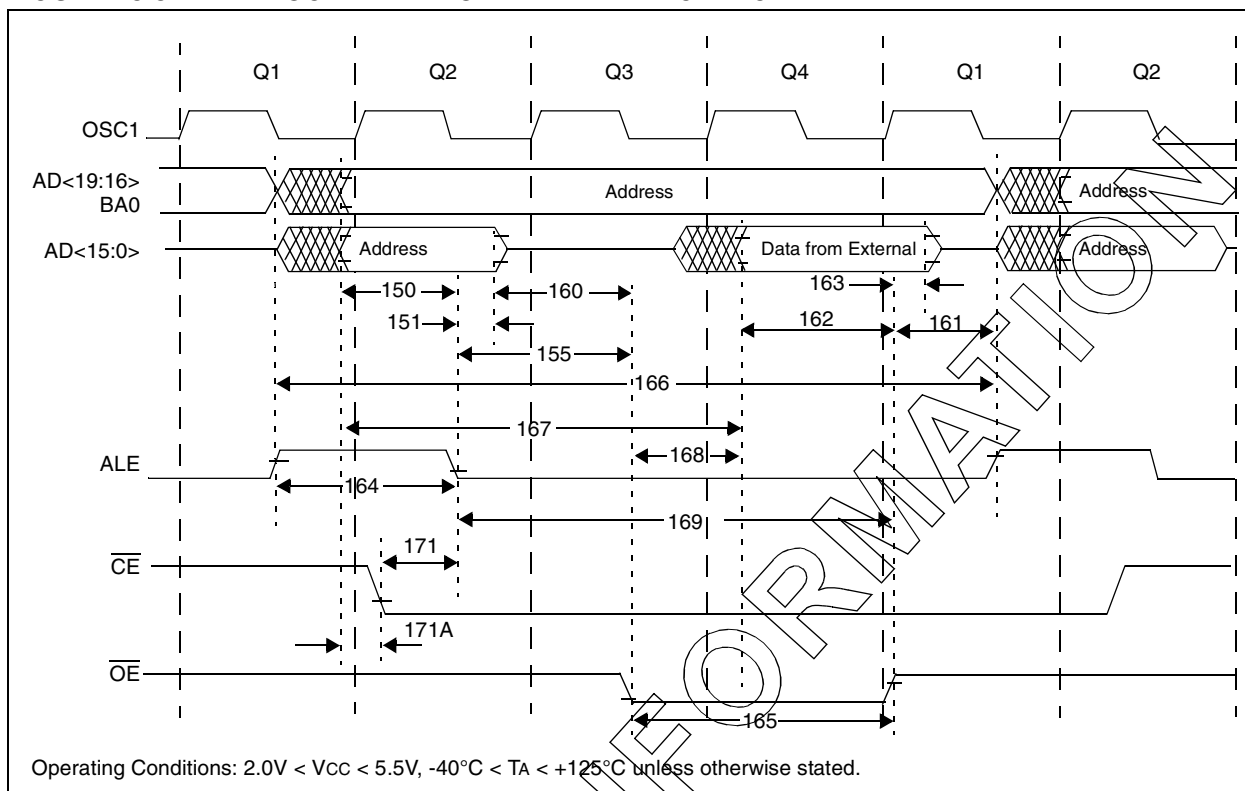 Q1 Q2 Q3 Q4 Q1 Q2
OSC1
AD<19:16>
BA0
Address
Address
AD<15:0>
Address
Data from External
Address
150
160
163
151
162
161
155
166
167
168
ALE
164
169
CE
171
171A
OE
165
Operating Conditions: 2.0V < VCC < 5.5V, -40°C < TA < +125°C unless otherwise stated.
FORMATION